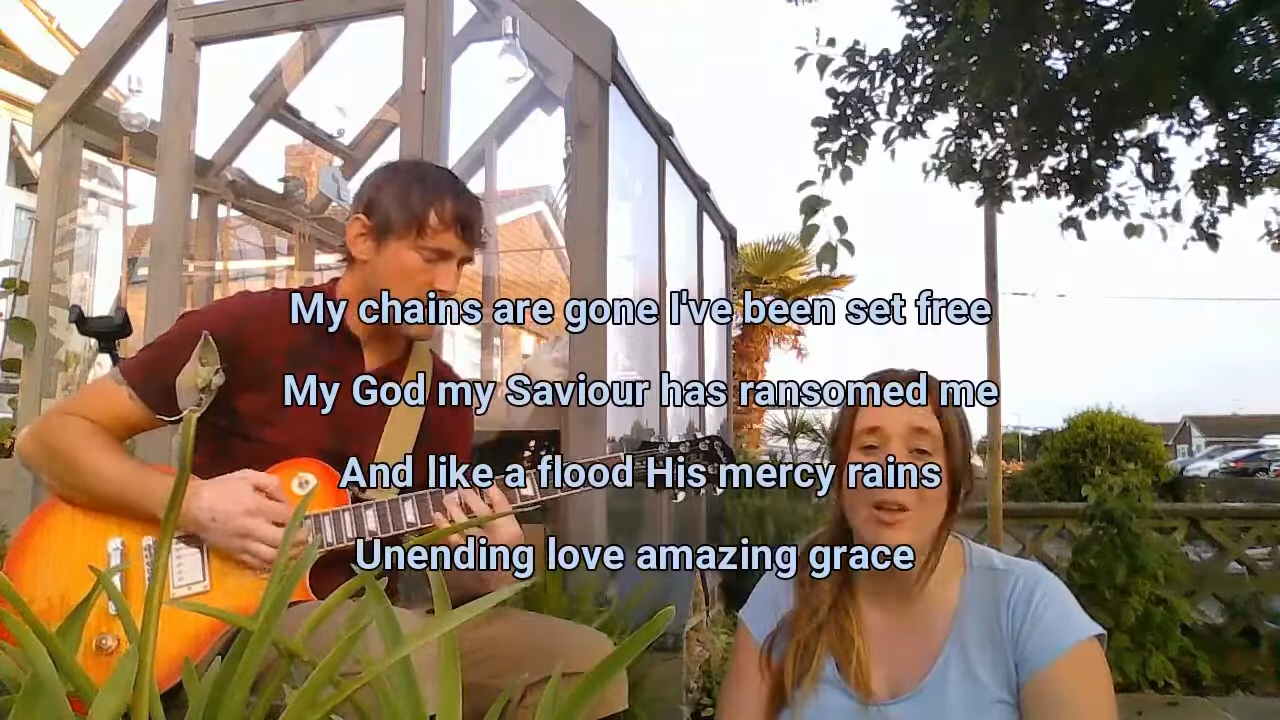 My chains are gone I've been set free
My God my Saviour has ransomed me
And like a flood His mercy rains
Unending love amazing grace